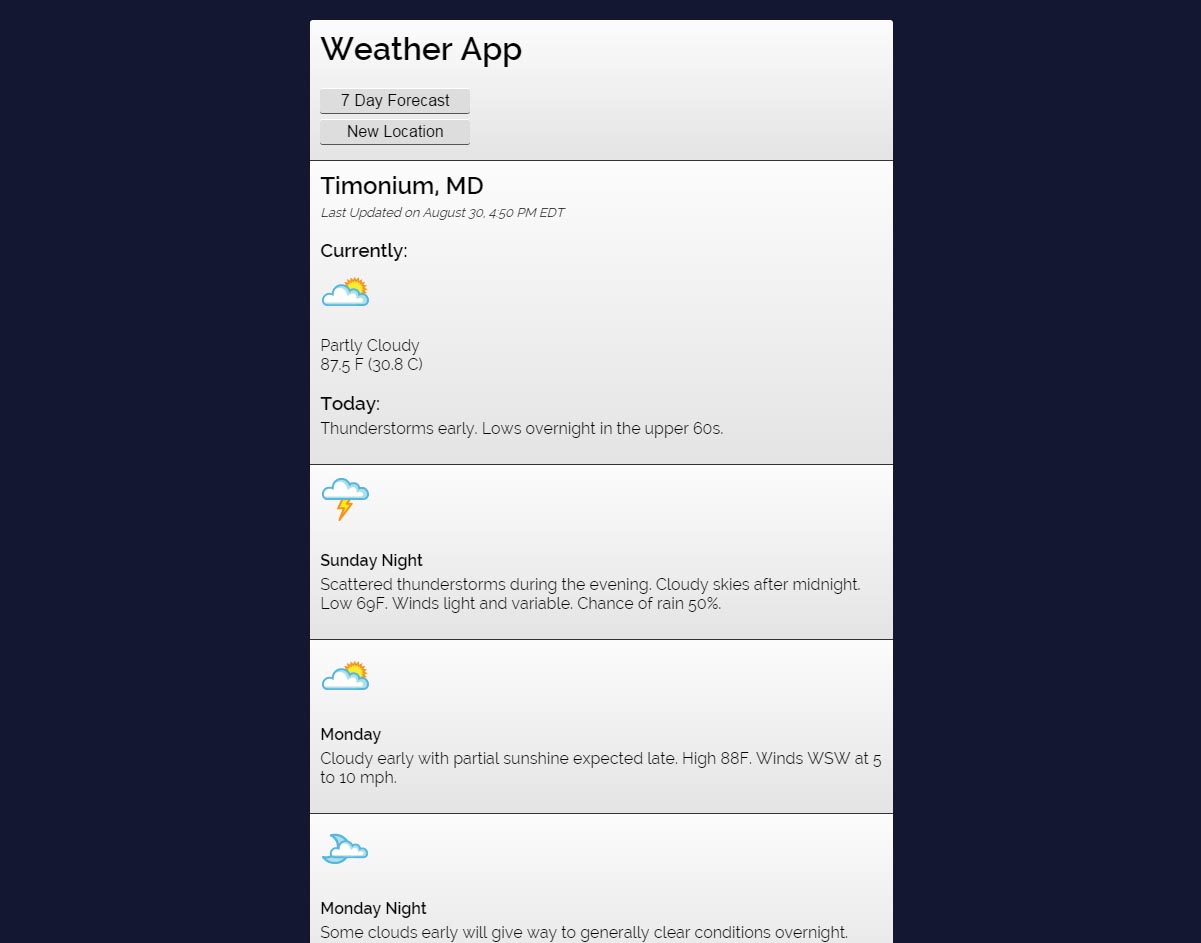 Weather App
7 Day Forecast
New Location
Timonium, MD
Last Updated on August 30, 4:50 PM EDT
Currently:
Partly Cloudy
87.5 F (30.8 C)
Today:
Thunderstorms early. Lows overnight in the upper 60s.
Sunday Night
Scattered thunderstorms during the evening. Cloudy skies after midnight.
Low 69F. Winds light and variable. Chance of rain 50%.
Monday
Cloudy early with partial sunshine expected late. High 88F. Winds WSW at 5
to 10 mph.
Monday Night
Some clouds early will give way to generally clear conditions overnight.